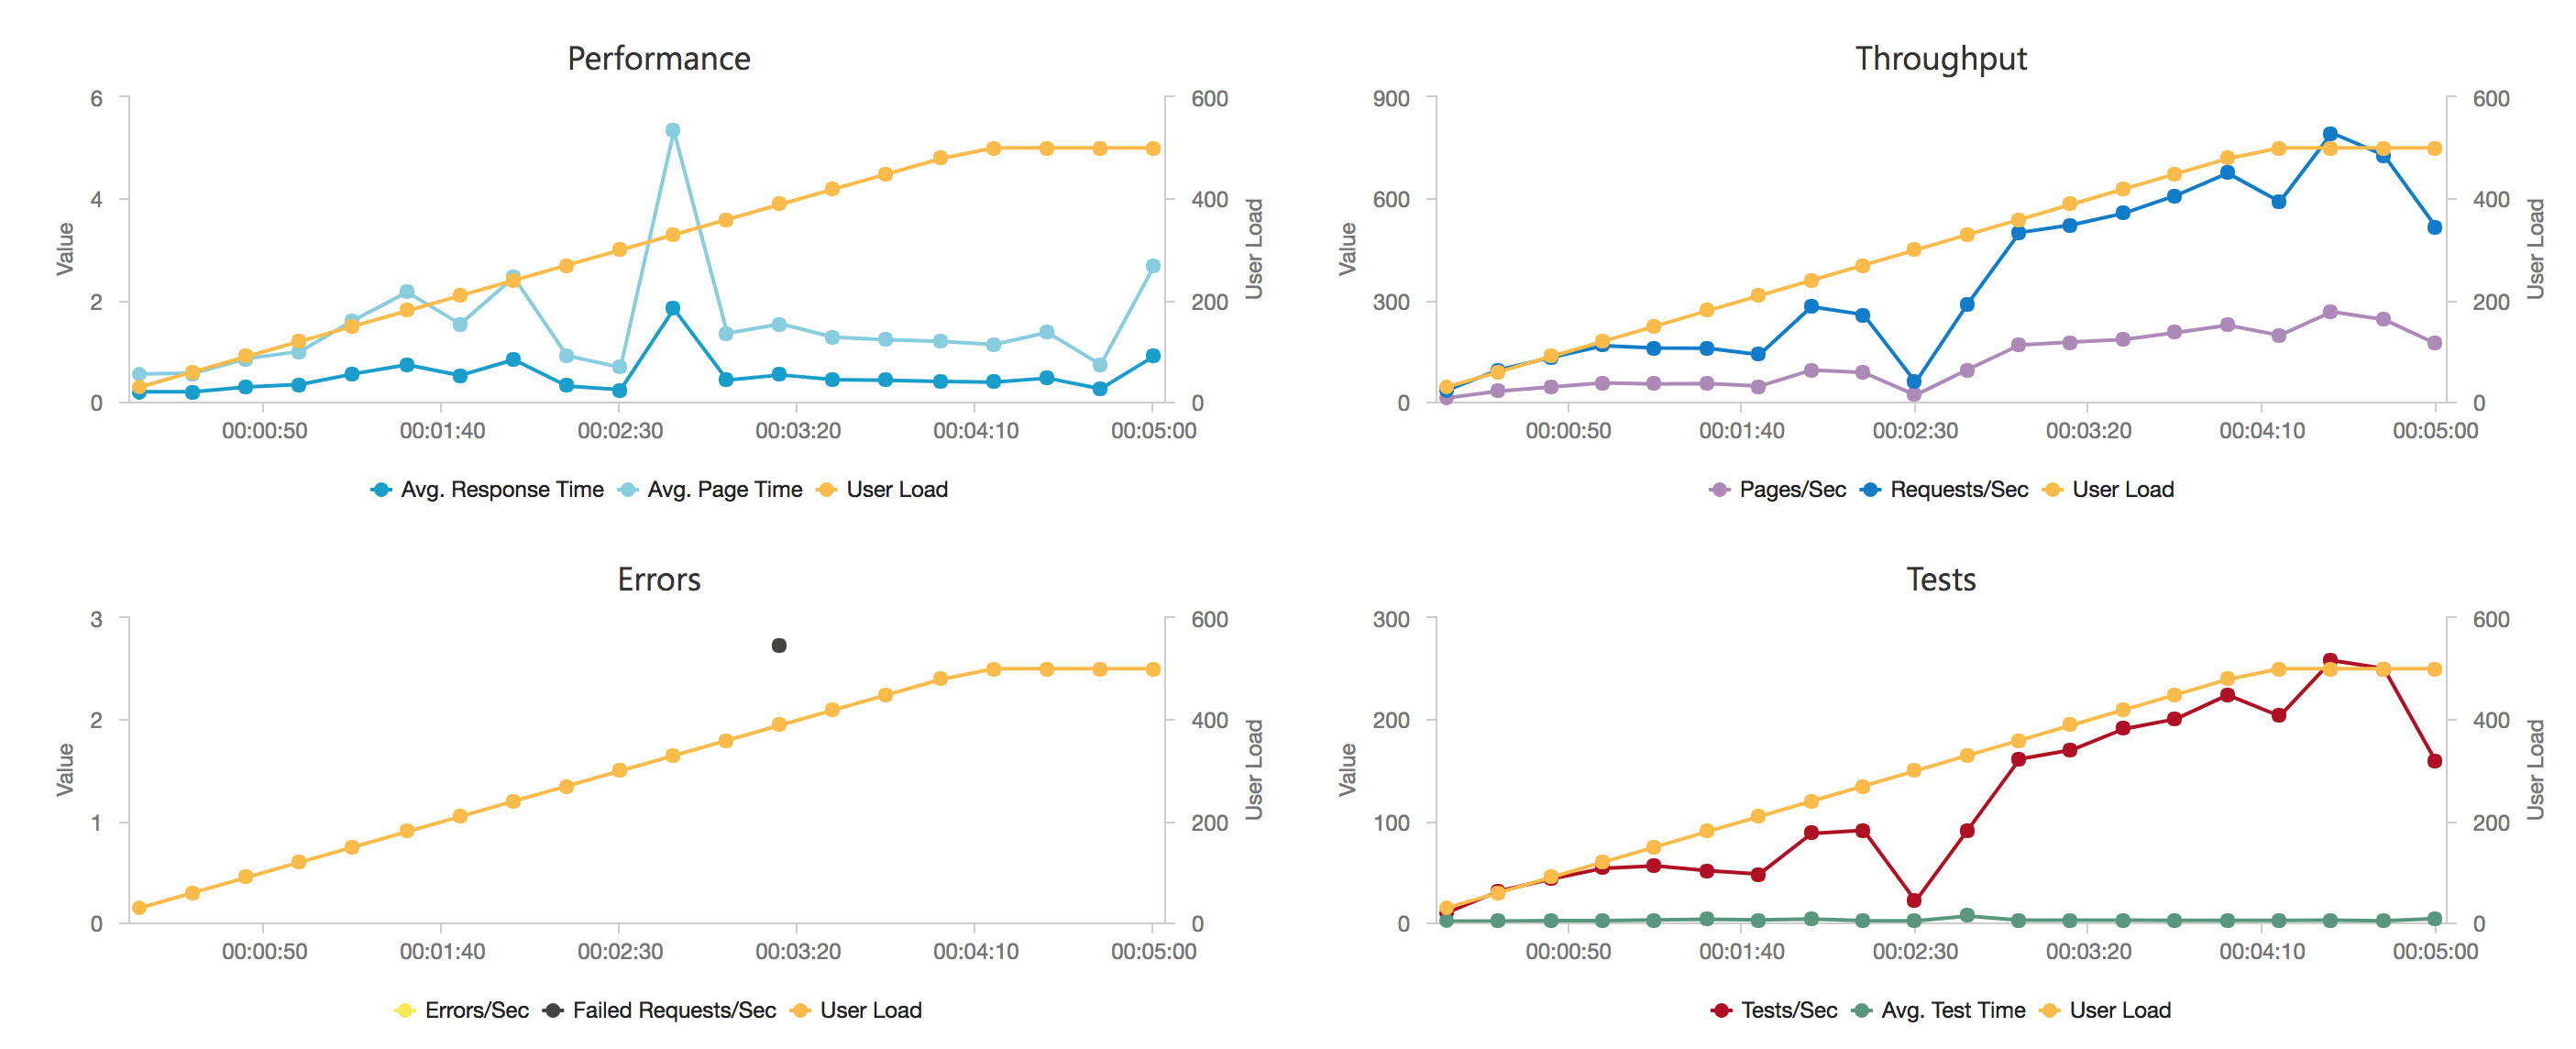 Performance
6
4
2
0
Value
600
400
200
0
User Load
00:00:50 00:01:40 00:02:30 00:03:20 00:04:10 00:05:00
Avg. Response Time Avg. Page Time User Load
Throughput
900
600
300
0
Value
600
400
200
0
User Load
00:00:50 00:01:40 00:02:30 00:03:20 00:04:10 00:05:00
Pages/Sec Requests/Sec User Load
Errors
3
2
1
0
Value
600
400
200
0
User Load
00:00:50 00:01:40 00:02:30 00:03:20 00:04:10 00:05:00
Errors/Sec Failed Requests/Sec User Load
Tests
300
200
100
0
Value
600
400
200
0
User Load
00:00:50 00:01:40 00:02:30 00:03:20 00:04:10 00:05:00
Tests/Sec Avg. Test Time User Load